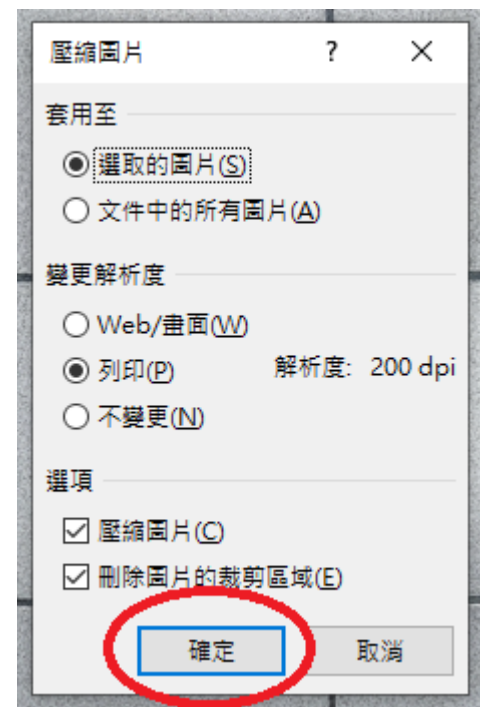 壓縮圖片 ?
套用至
選取的圖片(S)
文件中的所有圖片(A)
變更解析度
Web/畫面(W)
列印(P) 解析度: 200 dpi
不變更(N)
選項
壓縮圖片(C)
刪除圖片的裁剪區域(E)
確定 取消